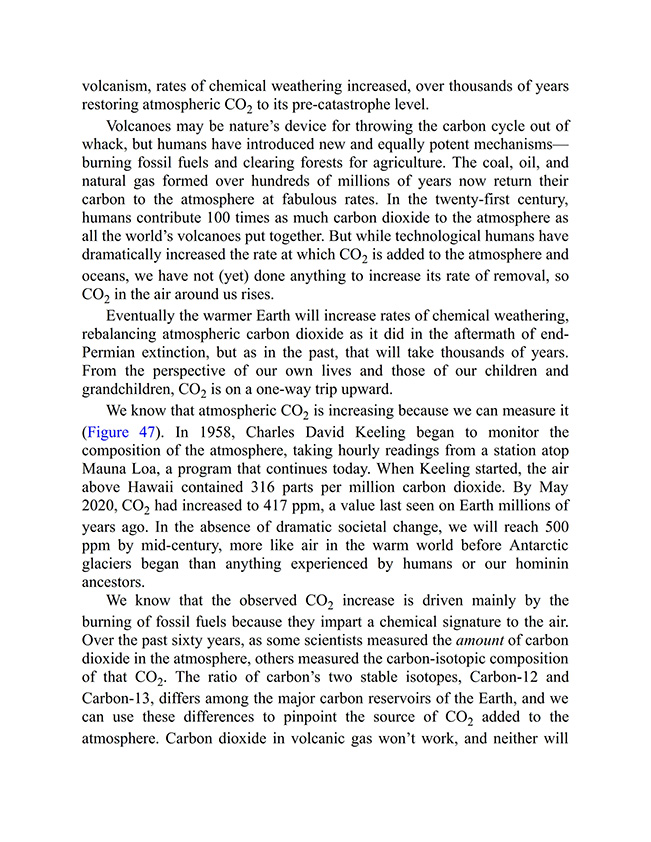 volcanism, rates of chemical weathering increased, over thousands of years
restoring atmospheric CO2 to its pre-catastrophe level.
Volcanoes may be nature’s device for throwing the carbon cycle out of
whack, but humans have introduced new and equally potent mechanisms—
burning fossil fuels and clearing forests for agriculture. The coal, oil, and
natural gas formed over hundreds of millions of years now return their
carbon to the atmosphere at fabulous rates. In the twenty-first century,
humans contribute 100 times as much carbon dioxide to the atmosphere as
all the world’s volcanoes put together. But while technological humans have
dramatically increased the rate at which CO2 is added to the atmosphere and
oceans, we have not (yet) done anything to increase its rate of removal, so
CO2 in the air around us rises.
Eventually the warmer Earth will increase rates of chemical weathering,
rebalancing atmospheric carbon dioxide as it did in the aftermath of end-
Permian extinction, but as in the past, that will take thousands of years.
From the perspective of our own lives and those of our children and
grandchildren, CO2 is on a one-way trip upward.
We know that atmospheric CO2 is increasing because we can measure it
(Figure 47). In 1958, Charles David Keeling began to monitor the
composition of the atmosphere, taking hourly readings from a station atop
Mauna Loa, a program that continues today. When Keeling started, the air
above Hawaii contained 316 parts per million carbon dioxide. By May
2020, CO2 had increased to 417 ppm, a value last seen on Earth millions of
years ago. In the absence of dramatic societal change, we will reach 500
ppm by mid-century, more like air in the warm world before Antarctic
glaciers began than anything experienced by humans or our hominin
ancestors.
We know that the observed CO2 increase is driven mainly by the
burning of fossil fuels because they impart a chemical signature to the air.
Over the past sixty years, as some scientists measured the amount of carbon
dioxide in the atmosphere, others measured the carbon-isotopic composition
of that CO2. The ratio of carbon’s two stable isotopes, Carbon-12 and
Carbon-13, differs among the major carbon reservoirs of the Earth, and we
can use these differences to pinpoint the source of CO2 added to the
atmosphere. Carbon dioxide in volcanic gas won’t work, and neither will